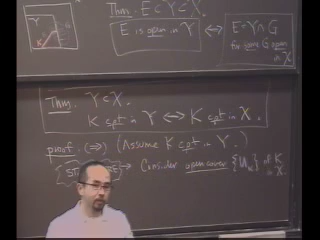 Thm. E ⊂ Y ⊂ X.
E is open in Y ⟷ E = Y ∩ G
for some G open
in X
Thm. Y ⊂ X.
K cpt in Y ⟷ K cpt in X.
proof. (⇒) (Assume K cpt in Y.)
Consider open cover {Uα} of K
in X.